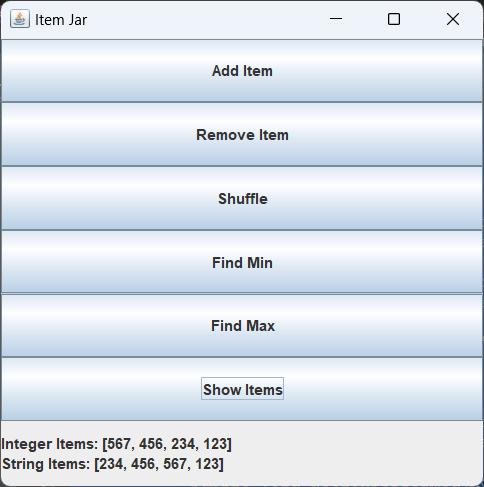 Item Jar
Add Item
Remove Item
Shuffle
Find Min
Find Max
Show Items
Integer Items: [567, 456, 234, 123]
String Items: [234, 456, 567, 123]